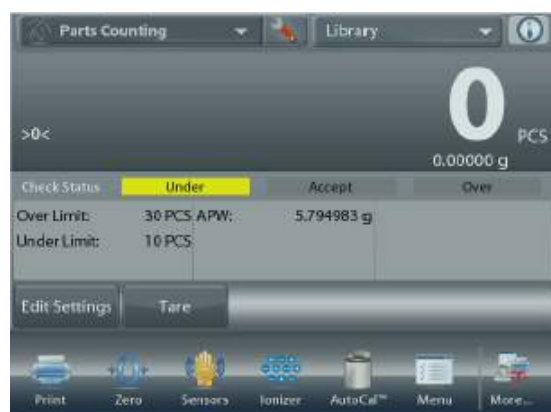 Parts Counting Library
0
>0< PCS
0.00000 g
Check Status Under Accept Over
Over Limit: 30 PCS APW: 5.794983 g
Under Limit: 10 PCS
Edit Settings Tare
Print Zero Sensors Ionizer AutoCal™ Menu More...